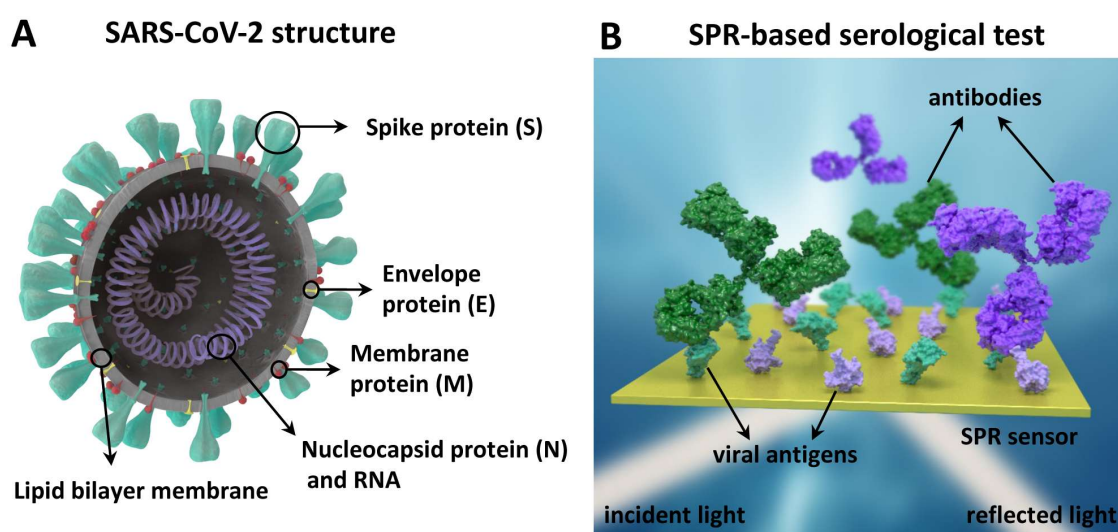 A
SARS-CoV-2 structure
Spike protein (S)
Envelope
protein (E)
Membrane
protein (M)
Nucleocapsid protein (N)
and RNA
Lipid bilayer membrane
B
SPR-based serological test
antibodies
viral antigens
SPR sensor
incident light
reflected light